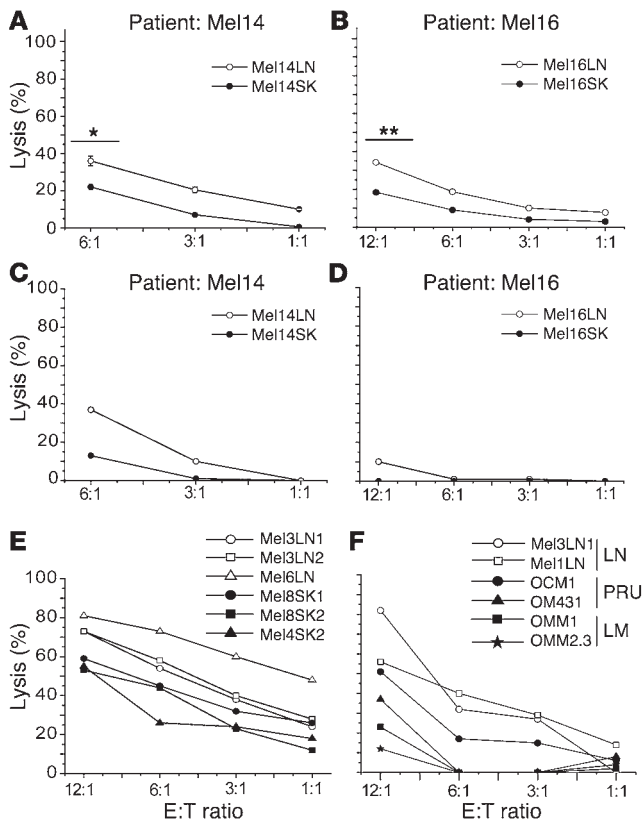 A Patient: Mel14
Mel14LN
Mel14SK
*
Lysis (%)
100
80
60
40
20
0
6:1 3:1 1:1
B Patient: Mel16
Mel16LN
Mel16SK
**
12:1 6:1 3:1 1:1
C Patient: Mel14
Mel14LN
Mel14SK
Lysis (%)
100
80
60
40
20
0
6:1 3:1 1:1
D Patient: Mel16
Mel16LN
Mel16SK
12:1 6:1 3:1 1:1
E
Mel3LN1
Mel3LN2
Mel6LN
Mel8SK1
Mel8SK2
Mel4SK2
Lysis (%)
100
80
60
40
20
0
12:1 6:1 3:1 1:1
E:T ratio
F
Mel3LN1
Mel1LN
LN
OCM1
OM431
PRU
OMM1
OMM2.3
LM
12:1 6:1 3:1 1:1
E:T ratio